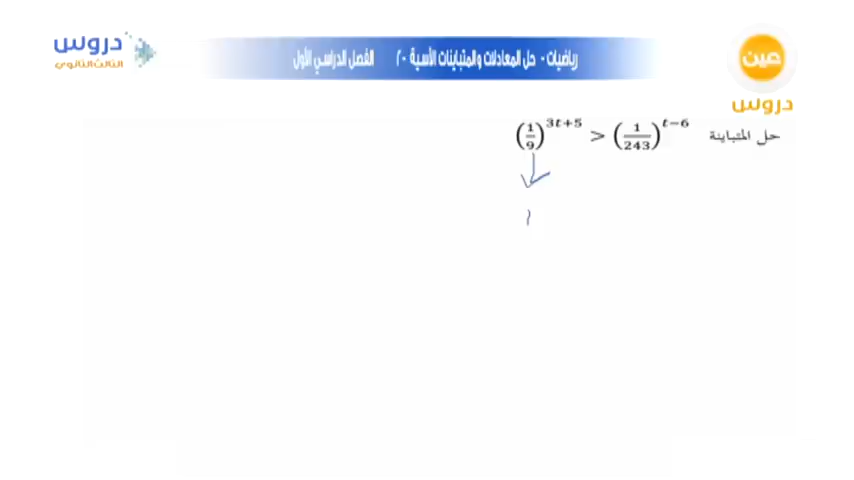 دروس
الثالث الثانوي
رياضيات - حل المعادلات والمتباينات الأسية -٢ الفصل الدراسي الأول
عين
دروس
حل المتباينة (1/9)^{3t+5} > (1/243)^{t−6}